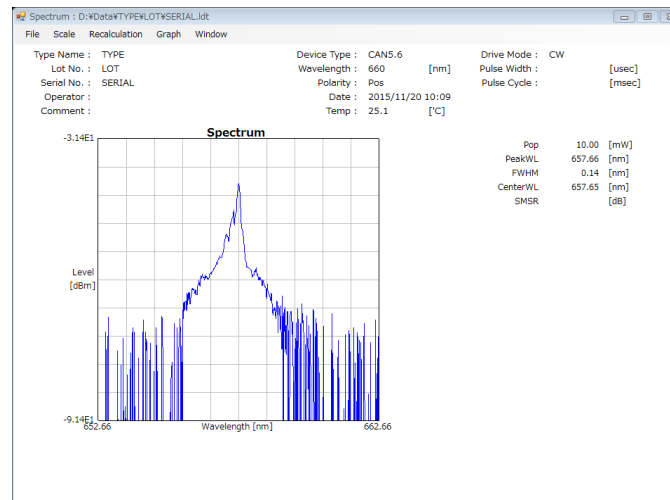 Spectrum : D:¥Data¥TYPE¥LOT¥SERIAL.ldt
File Scale Recalculation Graph Window
Type Name : TYPE Device Type : CAN5.6 Drive Mode : CW
Lot No. : LOT Wavelength : 660 [nm] Pulse Width : [usec]
Serial No. : SERIAL Polarity : Pos Pulse Cycle : [msec]
Operator : Date : 2015/11/20 10:09
Comment : Temp : 25.1 [℃]
Spectrum
-3.14E1
Pop 10.00 [mW]
PeakWL 657.66 [nm]
FWHM 0.14 [nm]
CenterWL 657.65 [nm]
SMSR [dB]
Level
[dBm]
-9.14E1
652.66 Wavelength [nm] 662.66